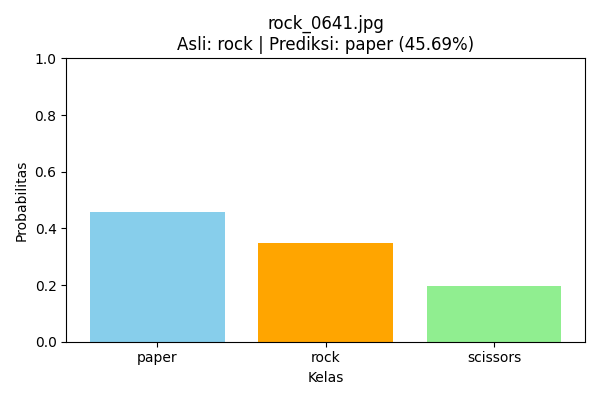 rock_0641.jpg
Asli: rock | Prediksi: paper (45.69%)
1.0
0.8
0.6
0.4
0.2
0.0
Probabilitas
paper rock scissors
Kelas